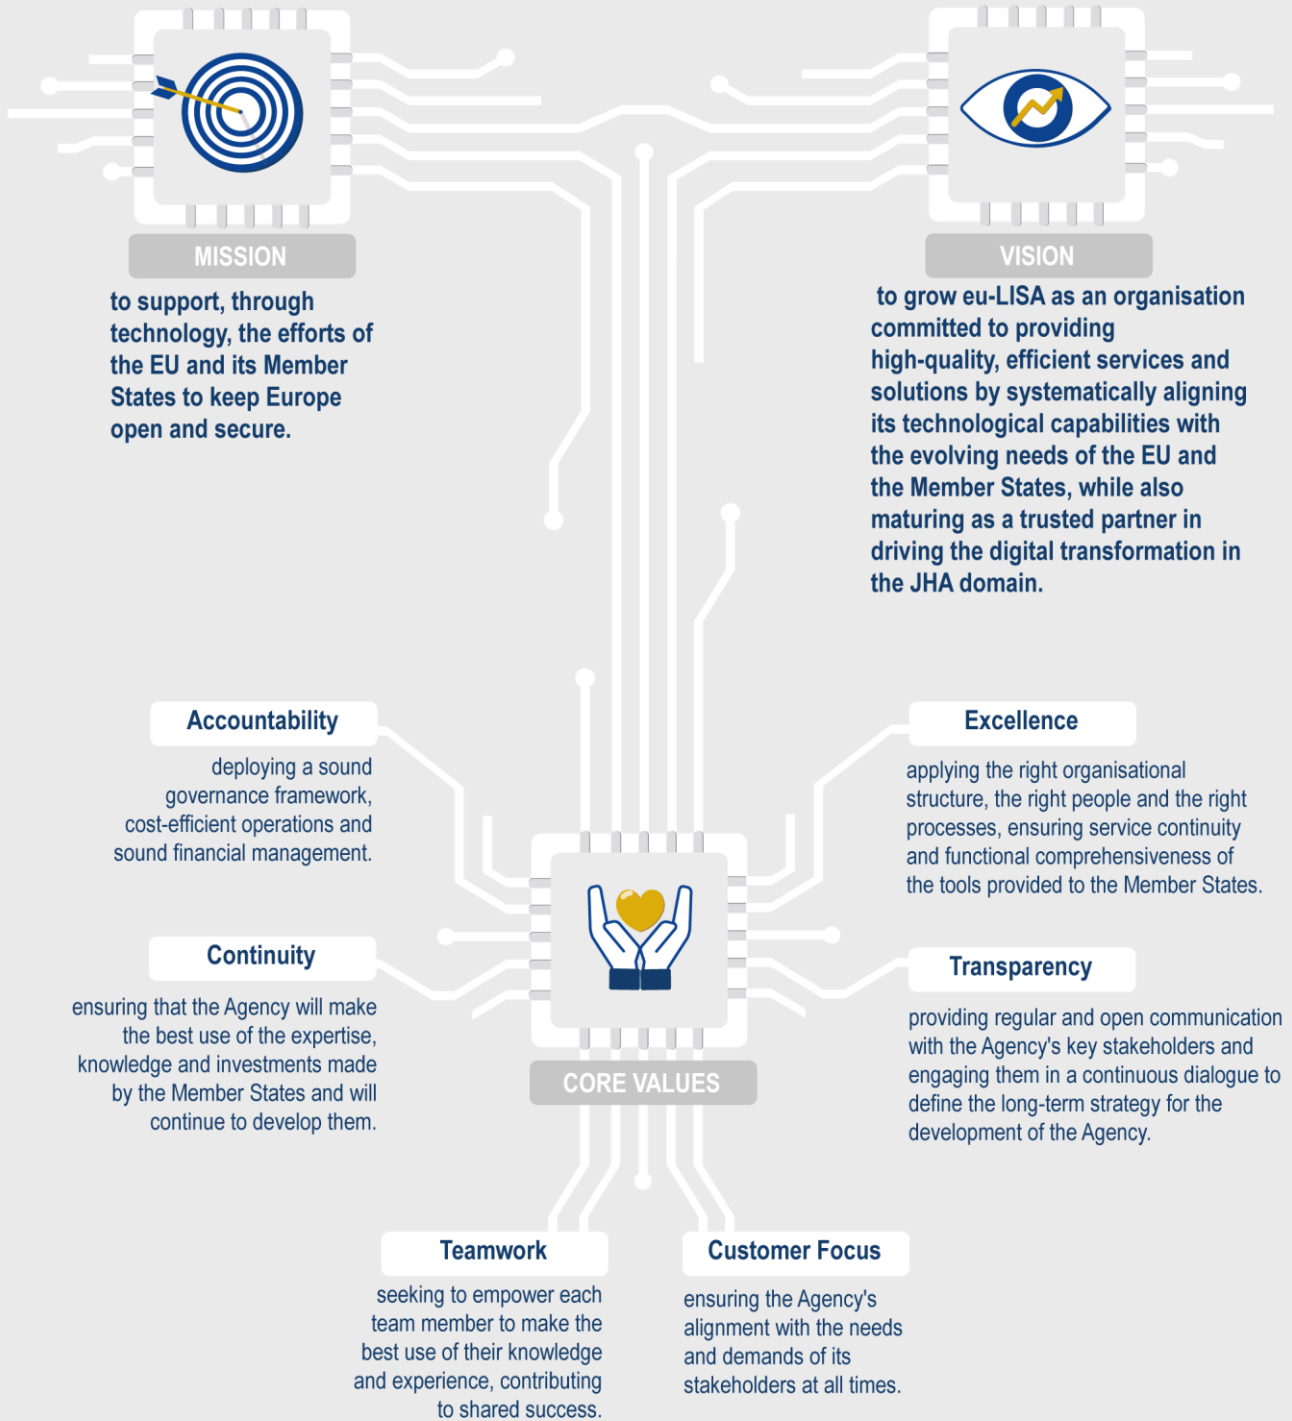 MISSION
to support, through
technology, the efforts of
the EU and its Member
States to keep Europe
open and secure.
VISION
to grow eu-LISA as an organisation
committed to providing
high-quality, efficient services and
solutions by systematically aligning
its technological capabilities with
the evolving needs of the EU and
the Member States, while also
maturing as a trusted partner in
driving the digital transformation in
the JHA domain.
Accountability
deploying a sound
governance framework,
cost-efficient operations and
sound financial management.
Excellence
applying the right organisational
structure, the right people and the right
processes, ensuring service continuity
and functional comprehensiveness of
the tools provided to the Member States.
Continuity
ensuring that the Agency will make
the best use of the expertise,
knowledge and investments made
by the Member States and will
continue to develop them.
Transparency
providing regular and open communication
with the Agency's key stakeholders and
engaging them in a continuous dialogue to
define the long-term strategy for the
development of the Agency.
CORE VALUES
Teamwork
seeking to empower each
team member to make the
best use of their knowledge
and experience, contributing
to shared success.
Customer Focus
ensuring the Agency's
alignment with the needs
and demands of its
stakeholders at all times.